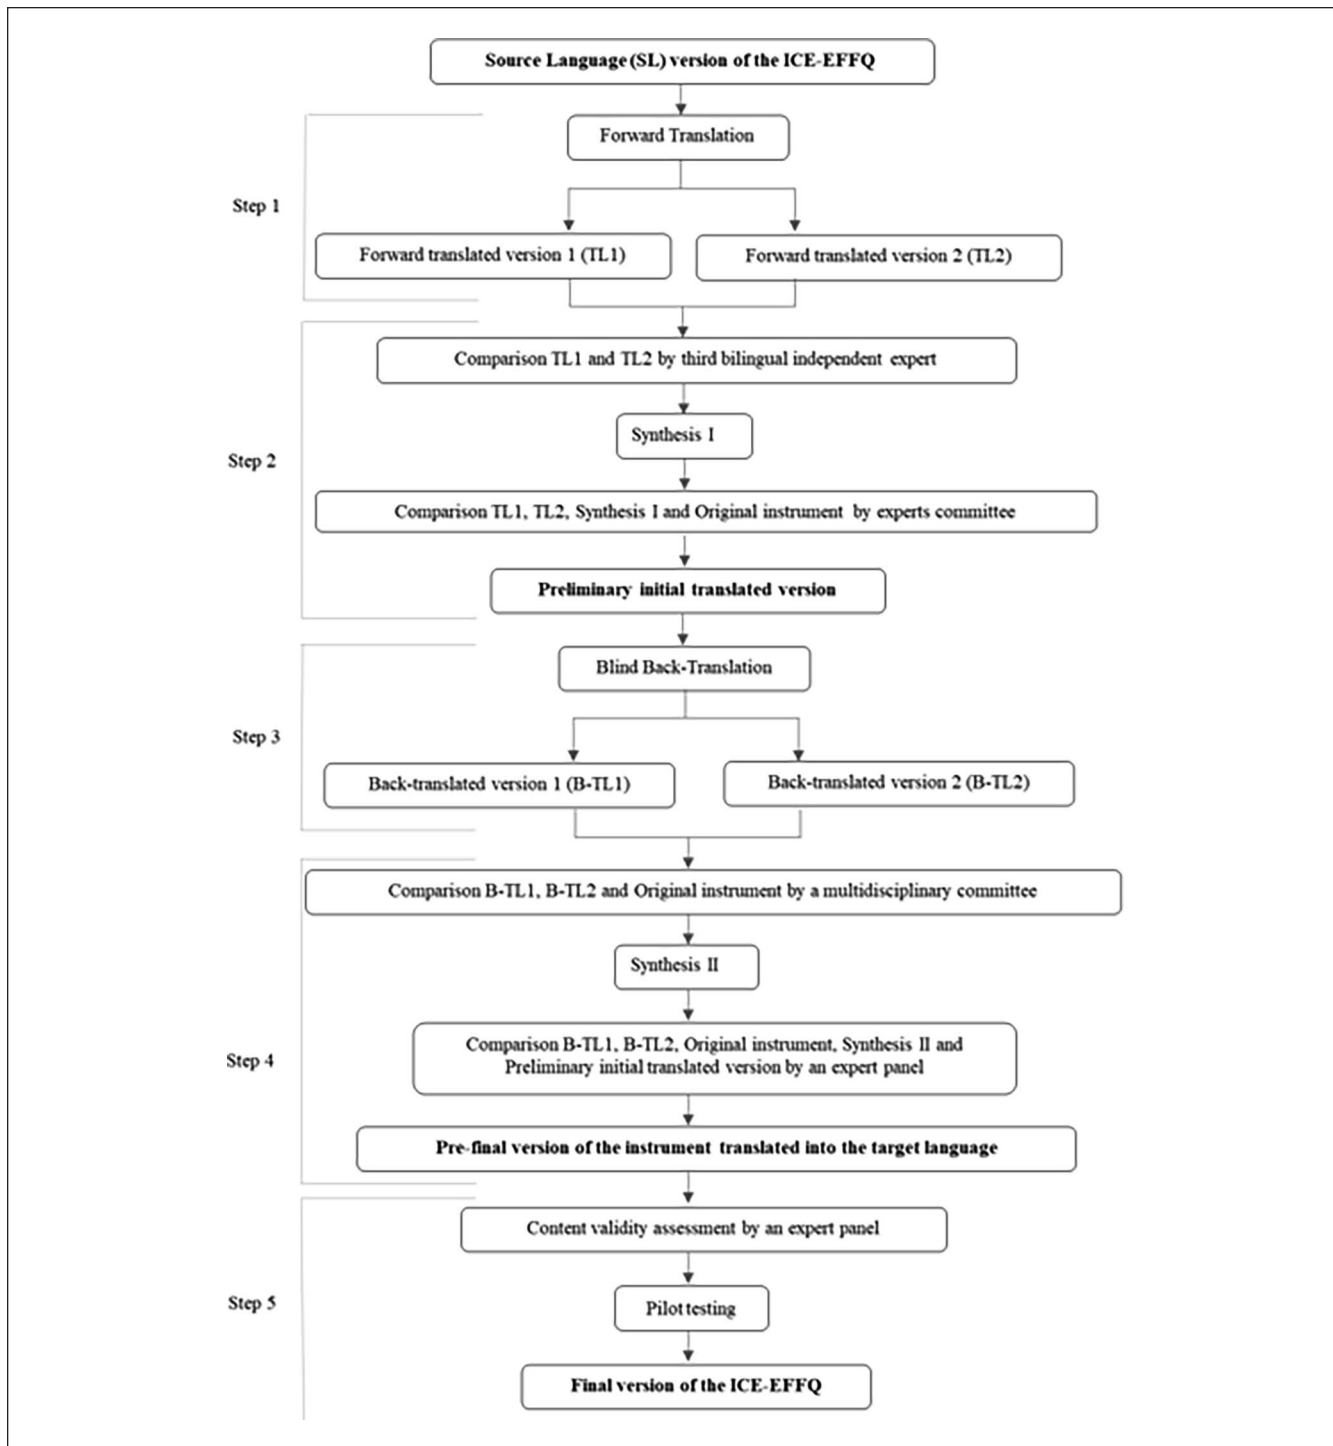 Source Language (SL) version of the ICE-EFFQ
Forward Translation
Step 1
Forward translated version 1 (TL1)
Forward translated version 2 (TL2)
Comparison TL1 and TL2 by third bilingual independent expert
Synthesis I
Step 2
Comparison TL1, TL2, Synthesis I and Original instrument by experts committee
Preliminary initial translated version
Blind Back-Translation
Step 3
Back-translated version 1 (B-TL1)
Back-translated version 2 (B-TL2)
Comparison B-TL1, B-TL2 and Original instrument by a multidisciplinary committee
Synthesis II
Step 4
Comparison B-TL1, B-TL2, Original instrument, Synthesis II and
Preliminary initial translated version by an expert panel
Pre-final version of the instrument translated into the target language
Content validity assessment by an expert panel
Step 5
Pilot testing
Final version of the ICE-EFFQ